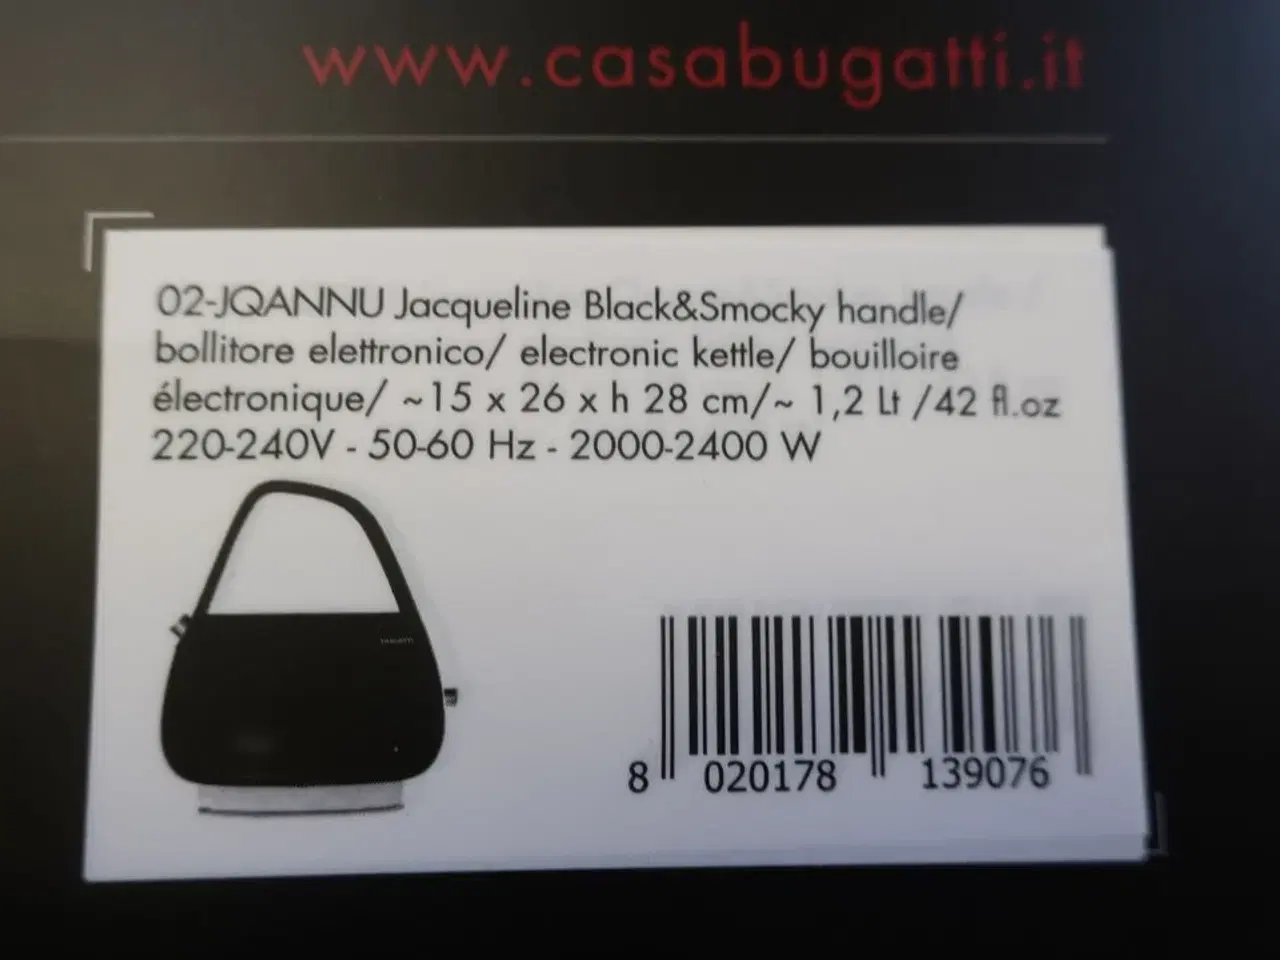 www.casabugatti.it
02-JQANNU Jacqueline Black&Smocky handle/
bollitore elettronico/ electronic kettle/ bouilloire
électronique/ ~15 x 26 x h 28 cm/~ 1,2 Lt /42 fl.oz
220-240V - 50-60 Hz - 2000-2400 W
8 020178 139076